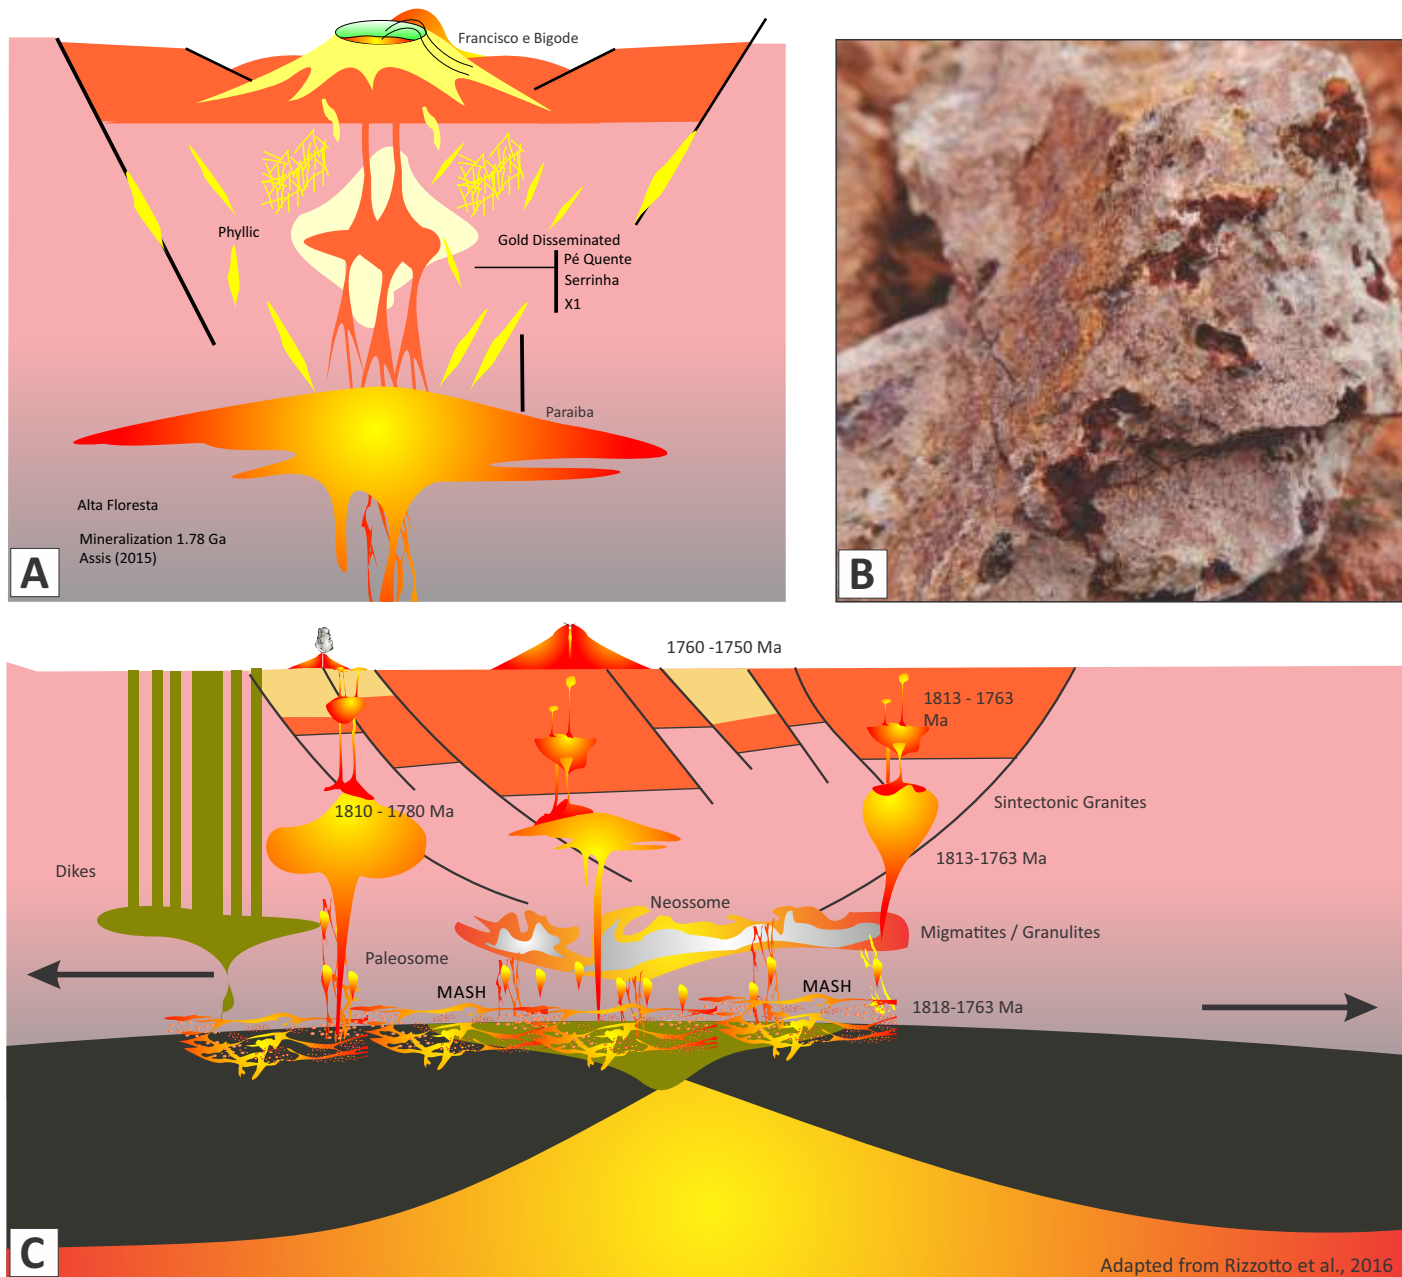 Francisco e Bigode
Phyllic
Gold Disseminated
Pé Quente
Serrinha
X1
Paraiba
Alta Floresta
Mineralization 1.78 Ga
Assis (2015)
A
B
1760 -1750 Ma
1813 - 1763
Ma
1810 - 1780 Ma
Sintectonic Granites
1813-1763 Ma
Dikes
Neossome
Migmatites / Granulites
Paleosome
MASH
MASH
1818-1763 Ma
C
Adapted from Rizzotto et al., 2016